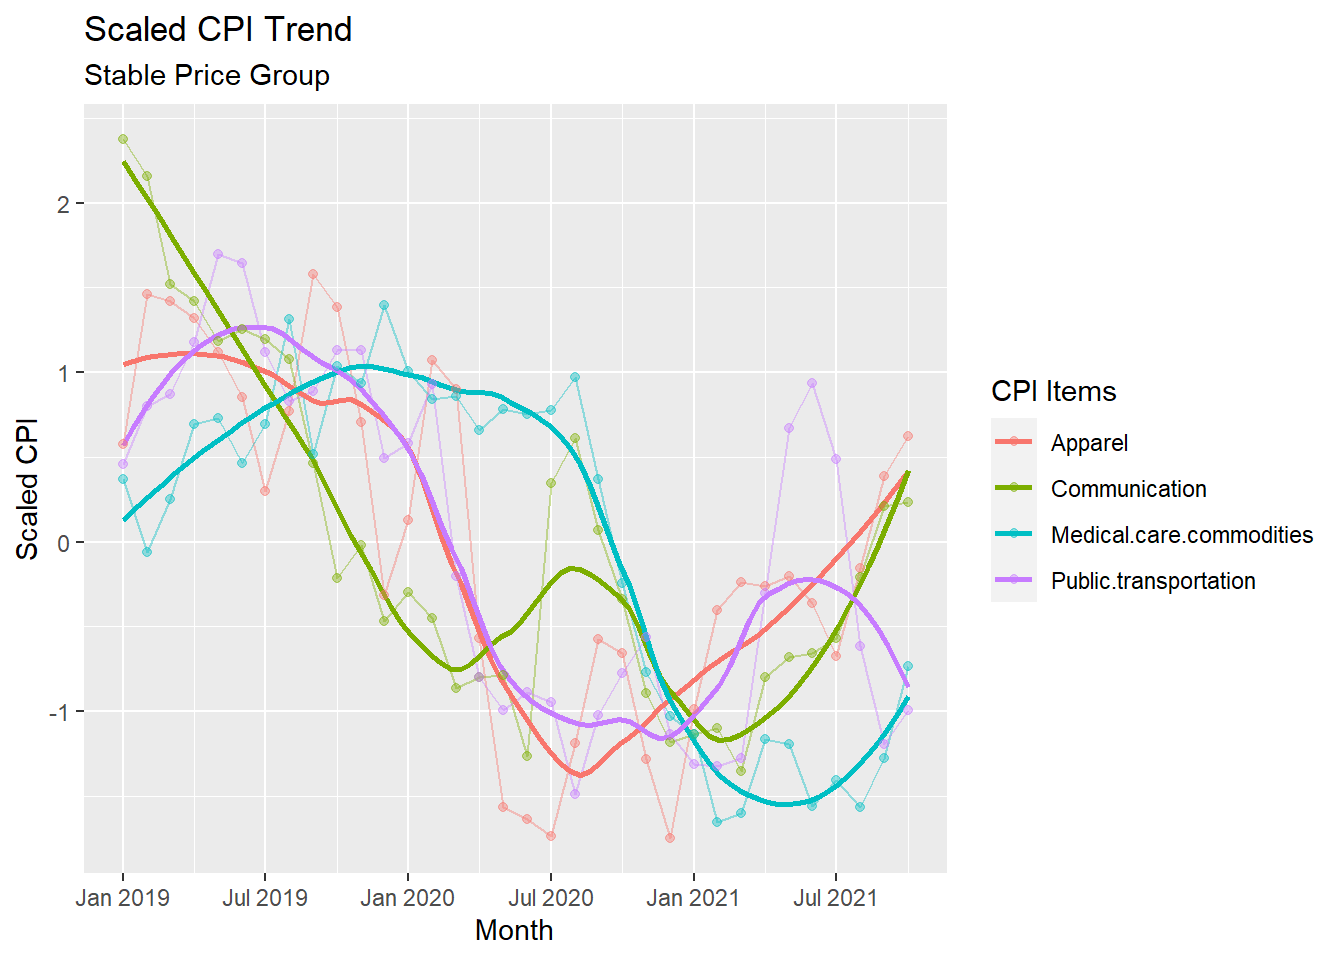 Scaled CPI Trend
Stable Price Group
Scaled CPI
2
1
0
-1
Jan 2019 Jul 2019 Jan 2020 Jul 2020 Jan 2021 Jul 2021
Month
CPI Items
Apparel
Communication
Medical.care.commodities
Public.transportation